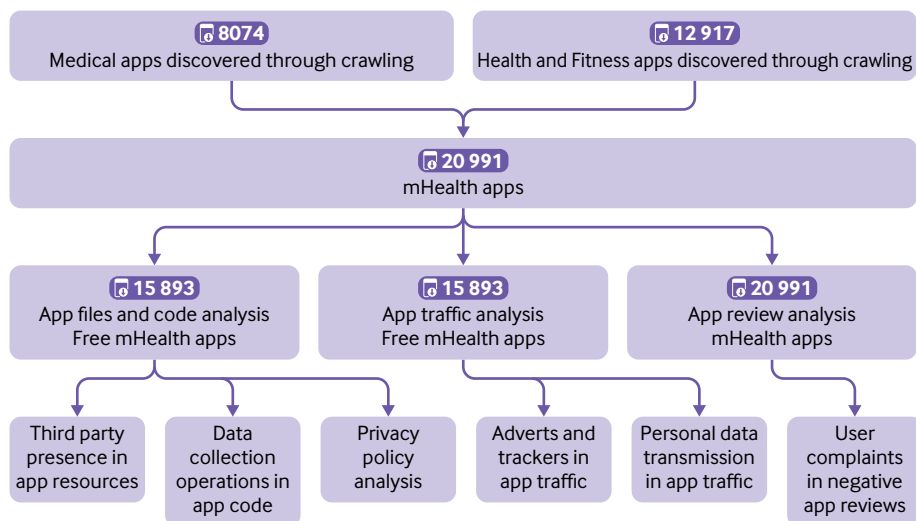 8074
Medical apps discovered through crawling
12 917
Health and Fitness apps discovered through crawling
20 991
mHealth apps
15 893
App files and code analysis
Free mHealth apps
15 893
App traffic analysis
Free mHealth apps
20 991
App review analysis
mHealth apps
Third party
presence in
app resources
Data
collection
operations in
app code
Privacy
policy
analysis
Adverts and
trackers in
app traffic
Personal data
transmission
in app traffic
User
complaints
in negative
app reviews